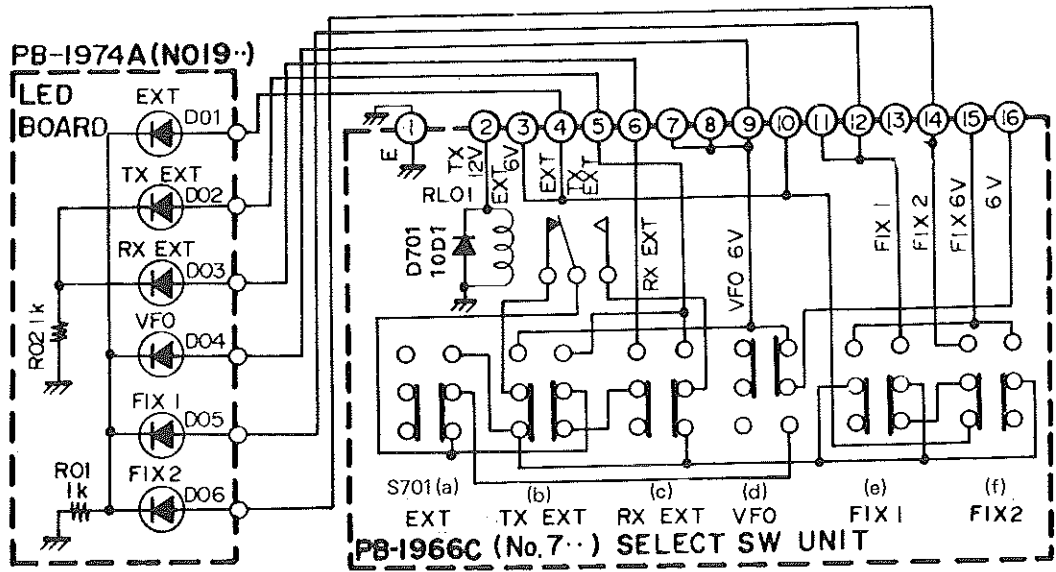 PB-1974A (NO19··)
LED
BOARD
EXT
D01
TX EXT
D02
RX EXT
D03
VFO
D04
FIX 1
D05
FIX2
D06
R02 1k
R01
1k
1 2 3 4 5 6 7 8 9 10 11 12 13 14 15 16
E
TX
12V
EXT
6V
EXT
TX
EXT
RL01
D701
10D1
RX EXT
VFO 6V
FIX 1
FIX 2
FIX 6V
6V
S701 (a) (b) (c) (d) (e) (f)
EXT TX EXT RX EXT VFO FIX1 FIX2
PB-1966C (No.7··) SELECT SW UNIT